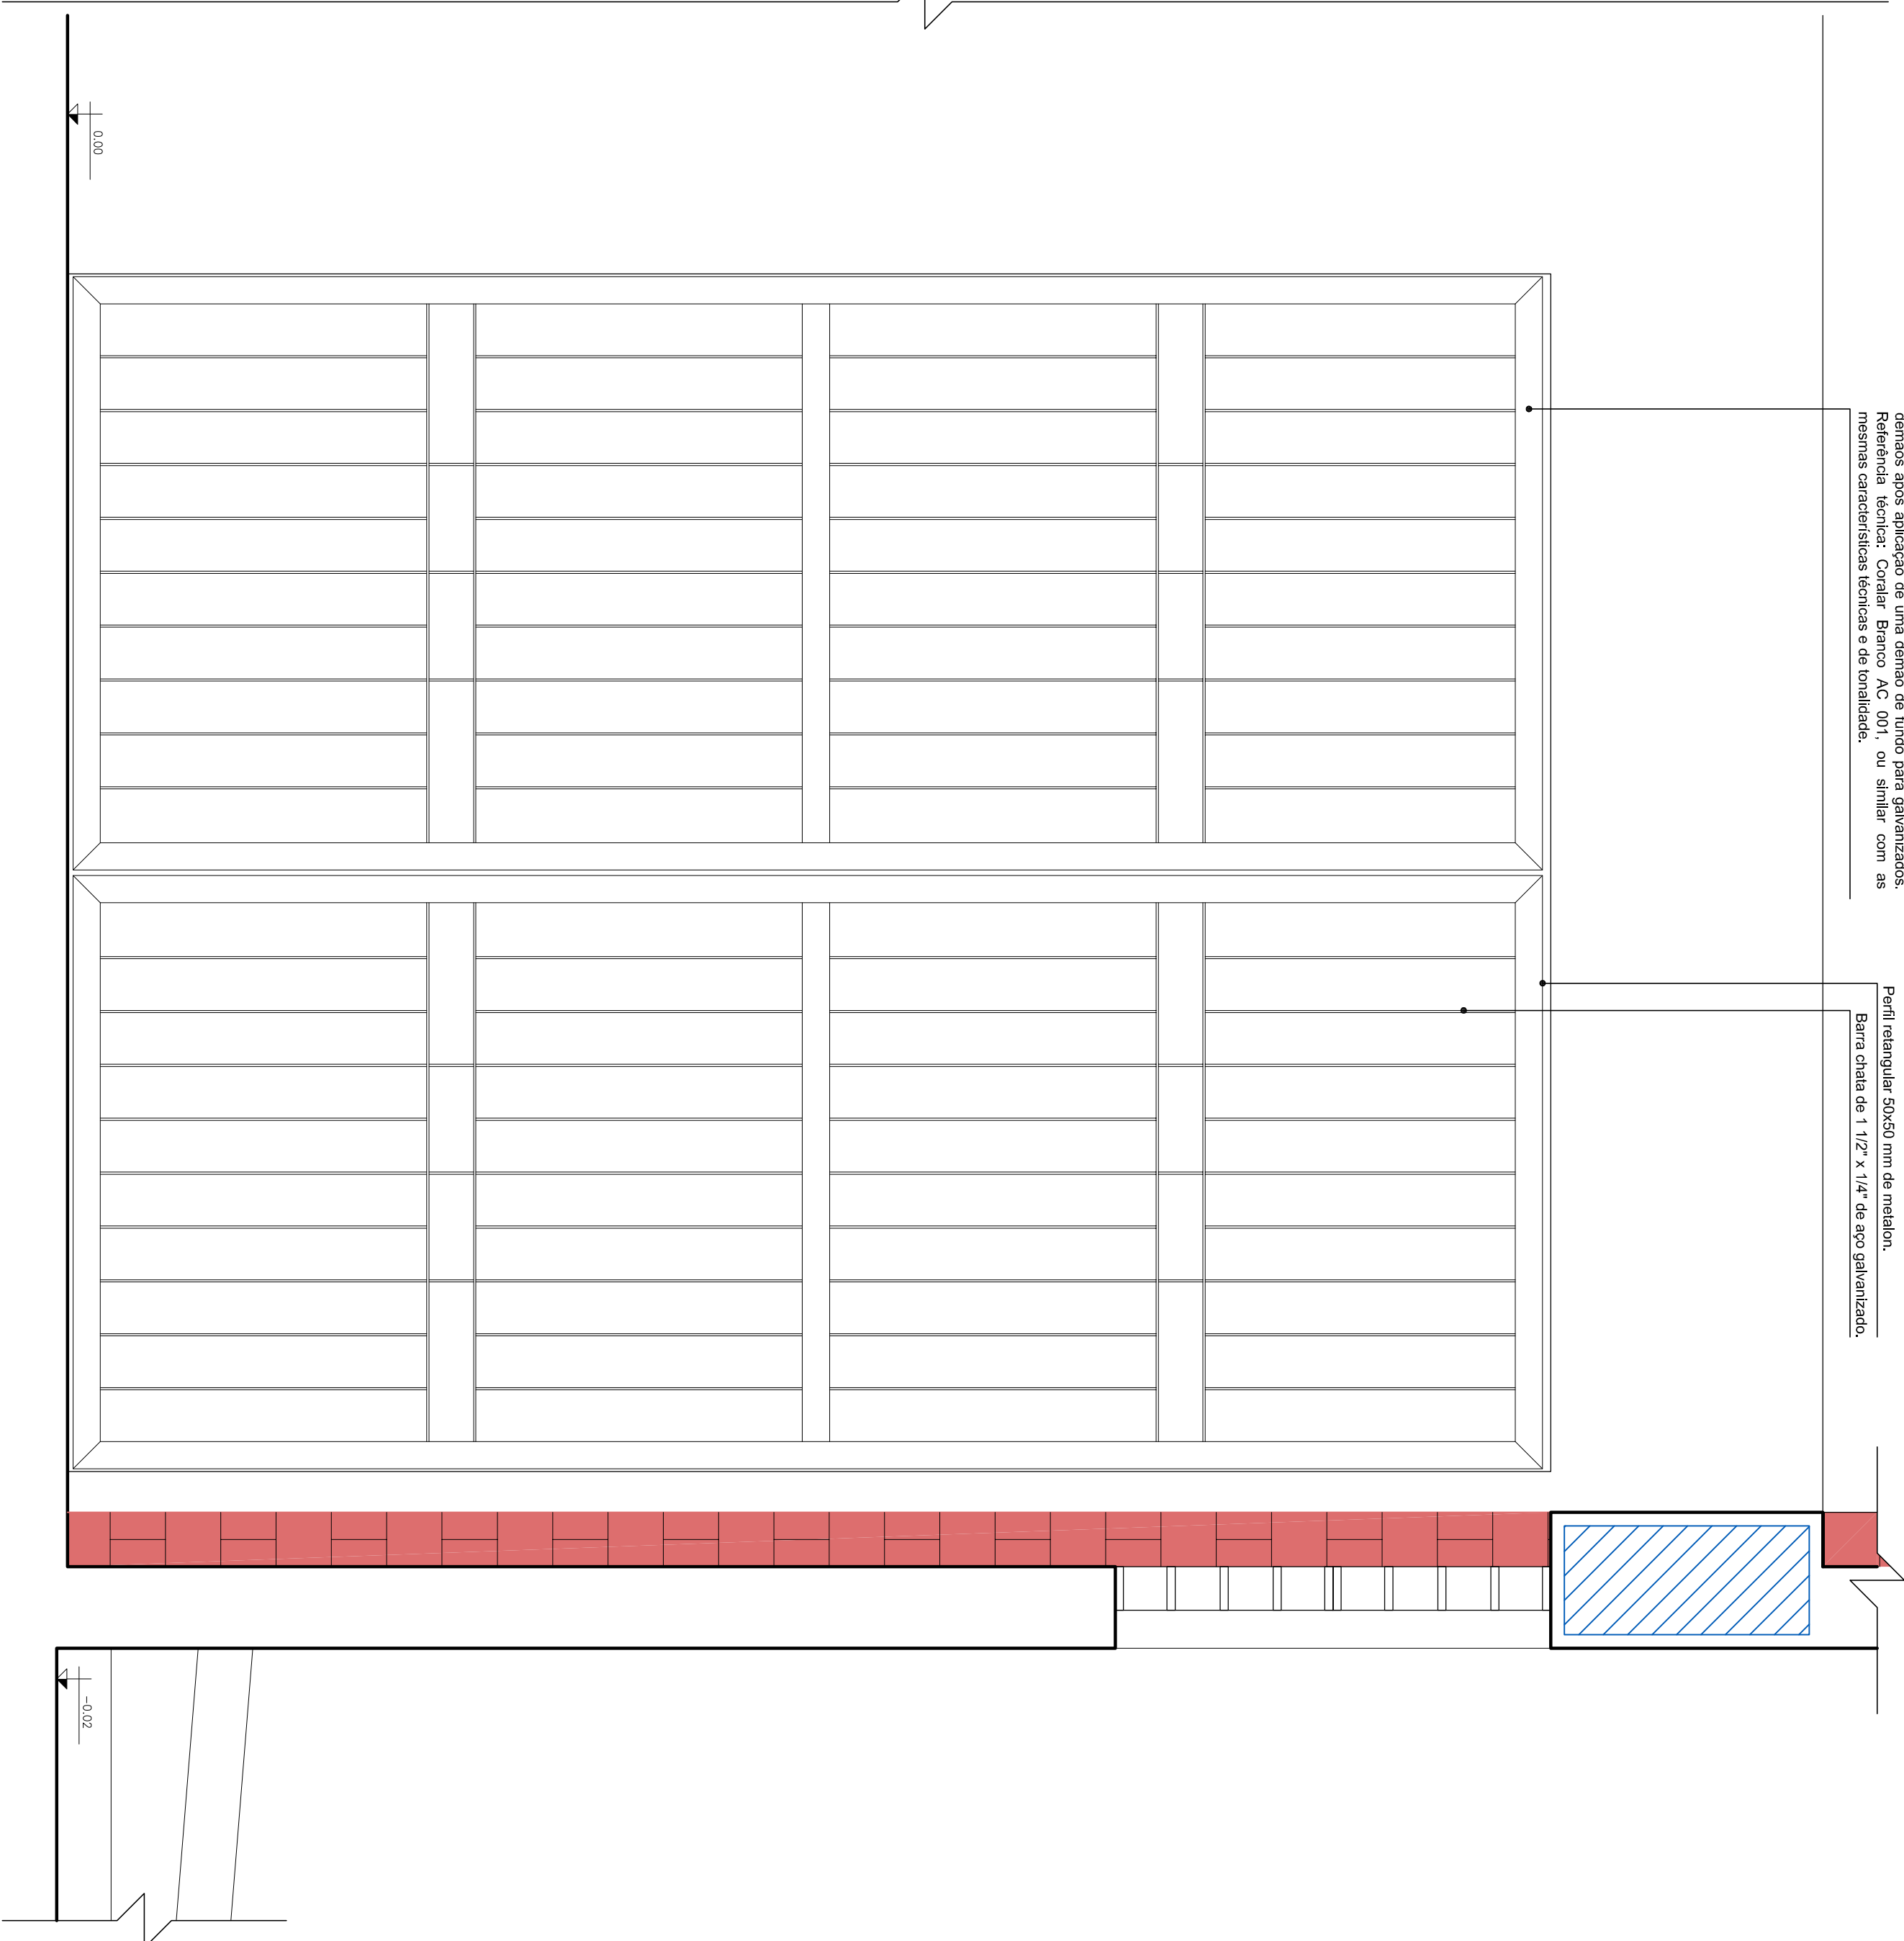 demãos após aplicação de uma demão de fundo para galvanizados.
Referência técnica: Coralar Branco AC 001, ou similar com as
mesmas características técnicas e de tonalidade.
Perfil retangular 50x50 mm de metalon.
Barra chata de 1 1/2" x 1/4" de aço galvanizado.
0.00
-0.02